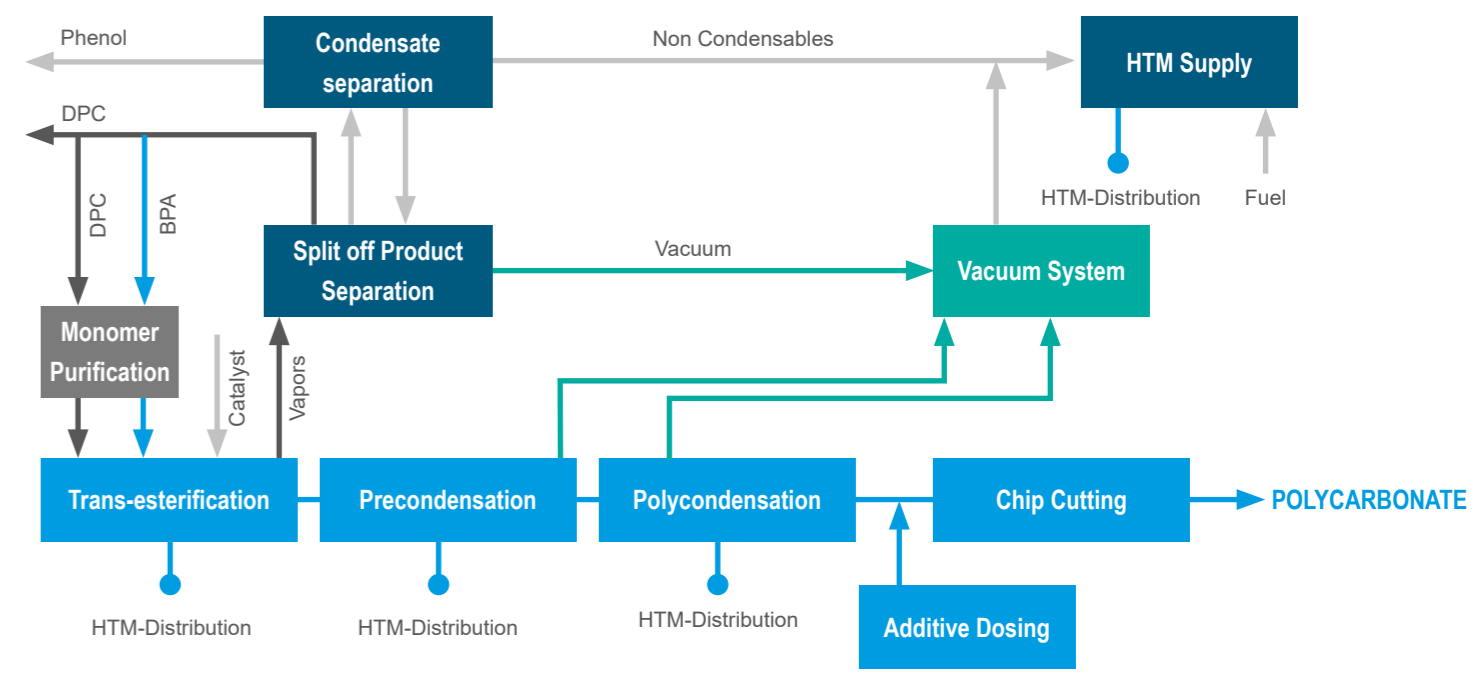 Phenol
Condensate
separation
Non Condensables
HTM Supply
DPC
DPC
BPA
HTM-Distribution
Fuel
Split off Product
Separation
Vacuum
Vacuum System
Monomer
Purification
Catalyst
Vapors
Trans-esterification
Precondensation
Polycondensation
Chip Cutting
POLYCARBONATE
HTM-Distribution
HTM-Distribution
HTM-Distribution
Additive Dosing